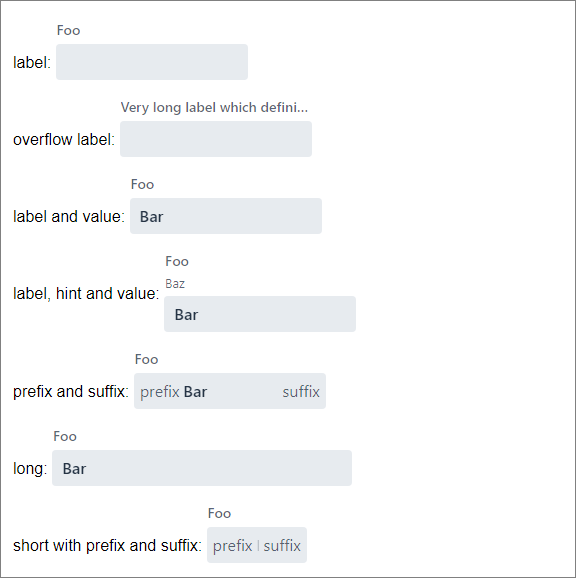 Foo
label:
Very long label which defini...
overflow label:
Foo
label and value: Bar
Foo
Baz
label, hint and value: Bar
Foo
prefix and suffix: prefix Bar suffix
Foo
long: Bar
Foo
short with prefix and suffix: prefix suffix